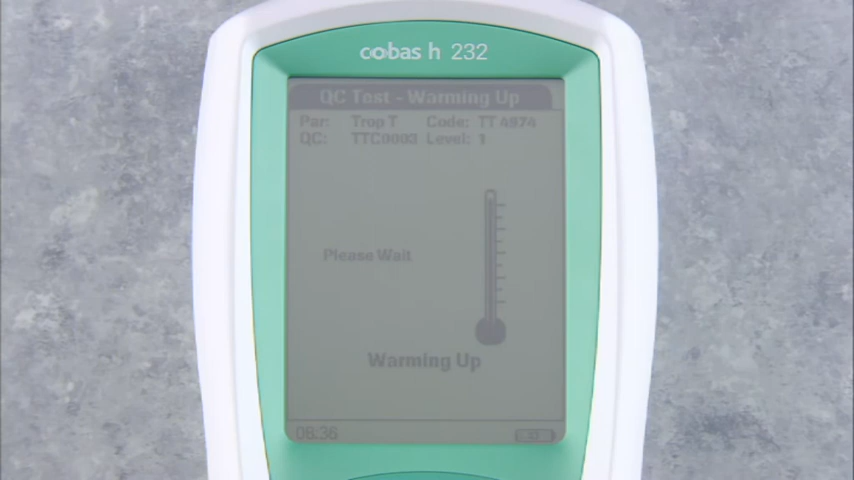 cobas h 232
QC Test - Warming Up
Par: Trop T Code: TT 4974
QC: TTC0003 Level: 1
Please Wait
Warming Up
08:36